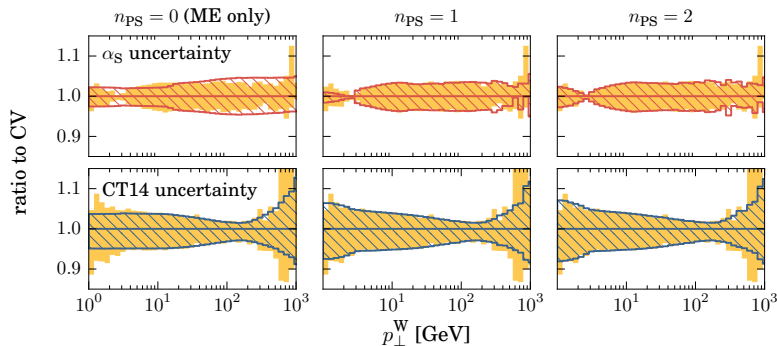 n_PS = 0 (ME only) n_PS = 1 n_PS = 2
1.1 α_S uncertainty
1.0
0.9
ratio to CV
1.1 CT14 uncertainty
1.0
0.9
10^0 10^1 10^2 10^3 10^1 10^2 10^3 10^1 10^2 10^3
p_⊥^W [GeV]